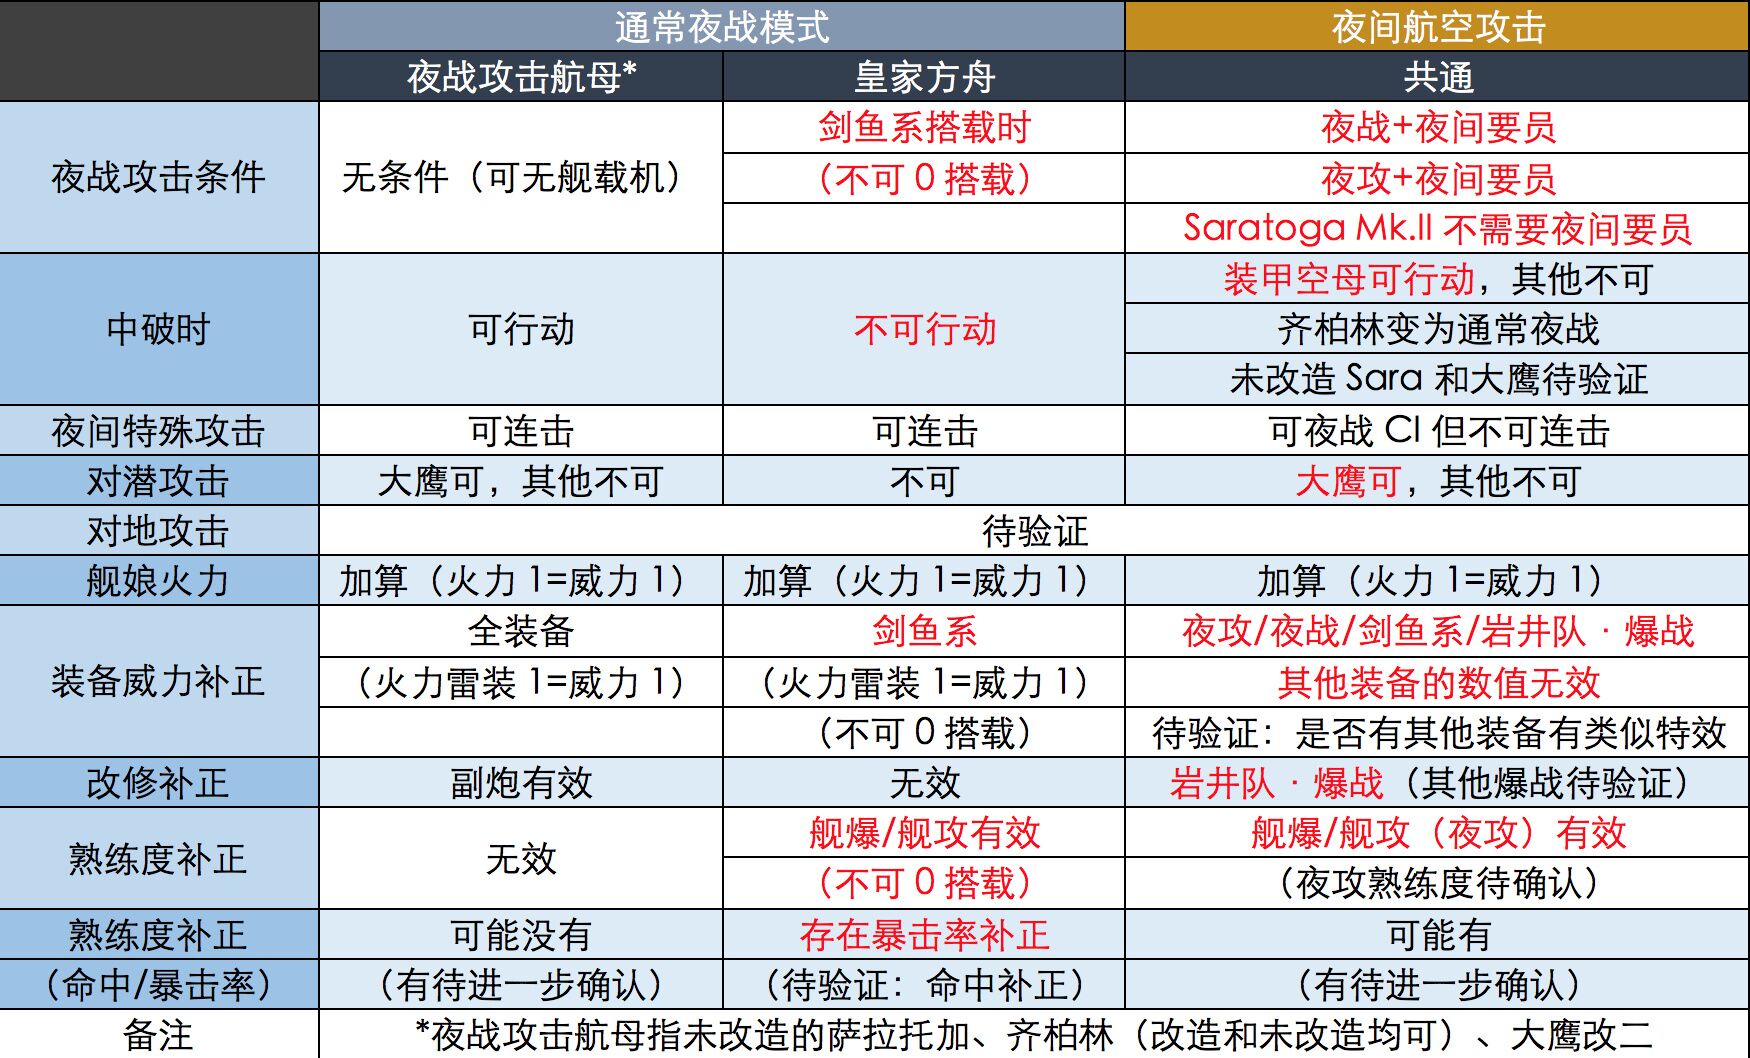 通常夜战模式
夜间航空攻击
夜战攻击航母*
皇家方舟
共通
夜战攻击条件
无条件（可无舰载机）
剑鱼系搭载时
（不可 0 搭载）
夜战+夜间要员
夜攻+夜间要员
Saratoga Mk.II 不需要夜间要员
中破时
可行动
不可行动
装甲空母可行动，其他不可
齐柏林变为通常夜战
未改造 Sara 和大鹰待验证
夜间特殊攻击
可连击
可连击
可夜战 CI 但不可连击
对潜攻击
大鹰可，其他不可
不可
大鹰可，其他不可
对地攻击
待验证
舰娘火力
加算（火力 1=威力 1）
加算（火力 1=威力 1）
加算（火力 1=威力 1）
装备威力补正
全装备
（火力雷装 1=威力 1）
剑鱼系
（火力雷装 1=威力 1）
（不可 0 搭载）
夜攻/夜战/剑鱼系/岩井队 · 爆战
其他装备的数值无效
待验证：是否有其他装备有类似特效
改修补正
副炮有效
无效
岩井队 · 爆战（其他爆战待验证）
熟练度补正
无效
舰爆/舰攻有效
（不可 0 搭载）
舰爆/舰攻（夜攻）有效
（夜攻熟练度待确认）
熟练度补正
（命中/暴击率）
可能没有
（有待进一步确认）
存在暴击率补正
（待验证：命中补正）
可能有
（有待进一步确认）
备注
*夜战攻击航母指未改造的萨拉托加、齐柏林（改造和未改造均可）、大鹰改二